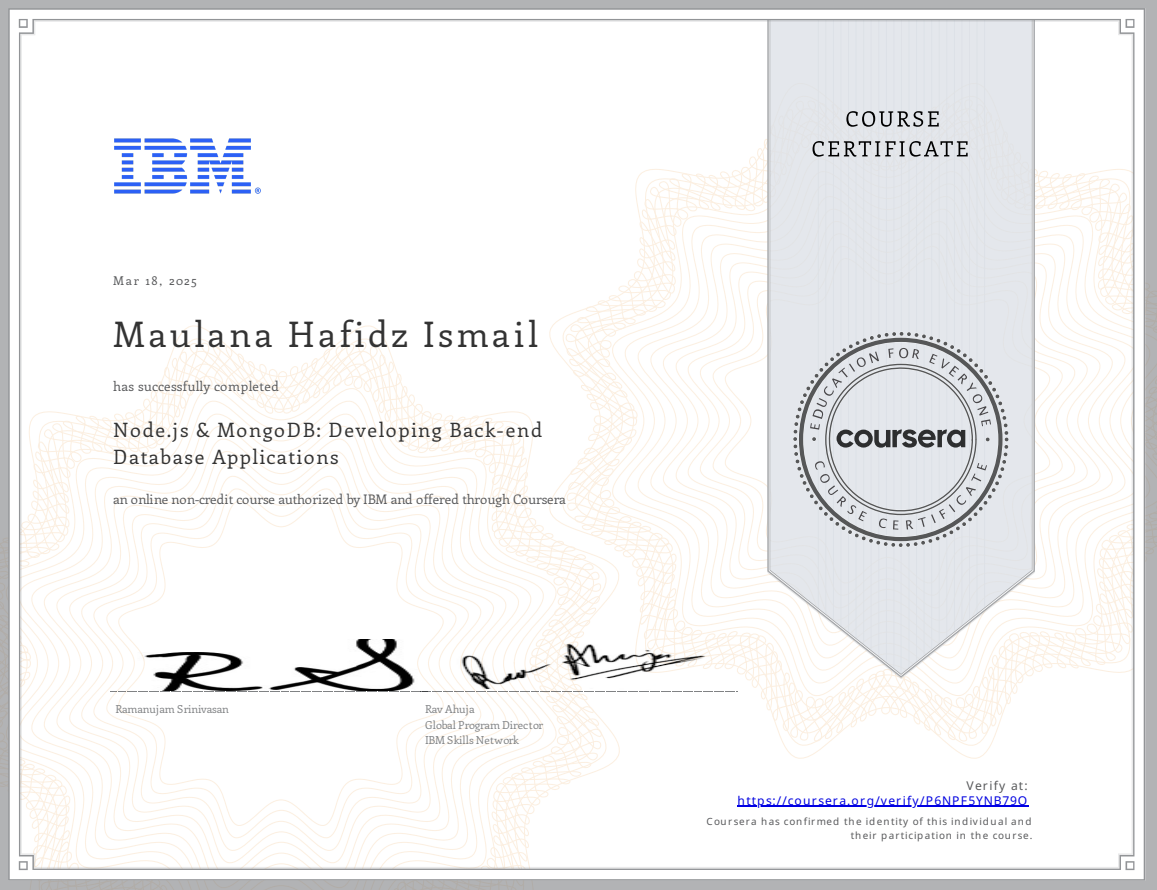 COURSE
CERTIFICATE
IBM®
Mar 18, 2025
Maulana Hafidz Ismail
has successfully completed
Node.js & MongoDB: Developing Back-end
Database Applications
an online non-credit course authorized by IBM and offered through Coursera
EDUCATION FOR EVERYONE
coursera
COURSE CERTIFICATE
Rav Ahuja
Ramanujam Srinivasan
Rav Ahuja
Global Program Director
IBM Skills Network
Verify at:
https://coursera.org/verify/P6NPF5YNB79Q
Coursera has confirmed the identity of this individual and
their participation in the course.